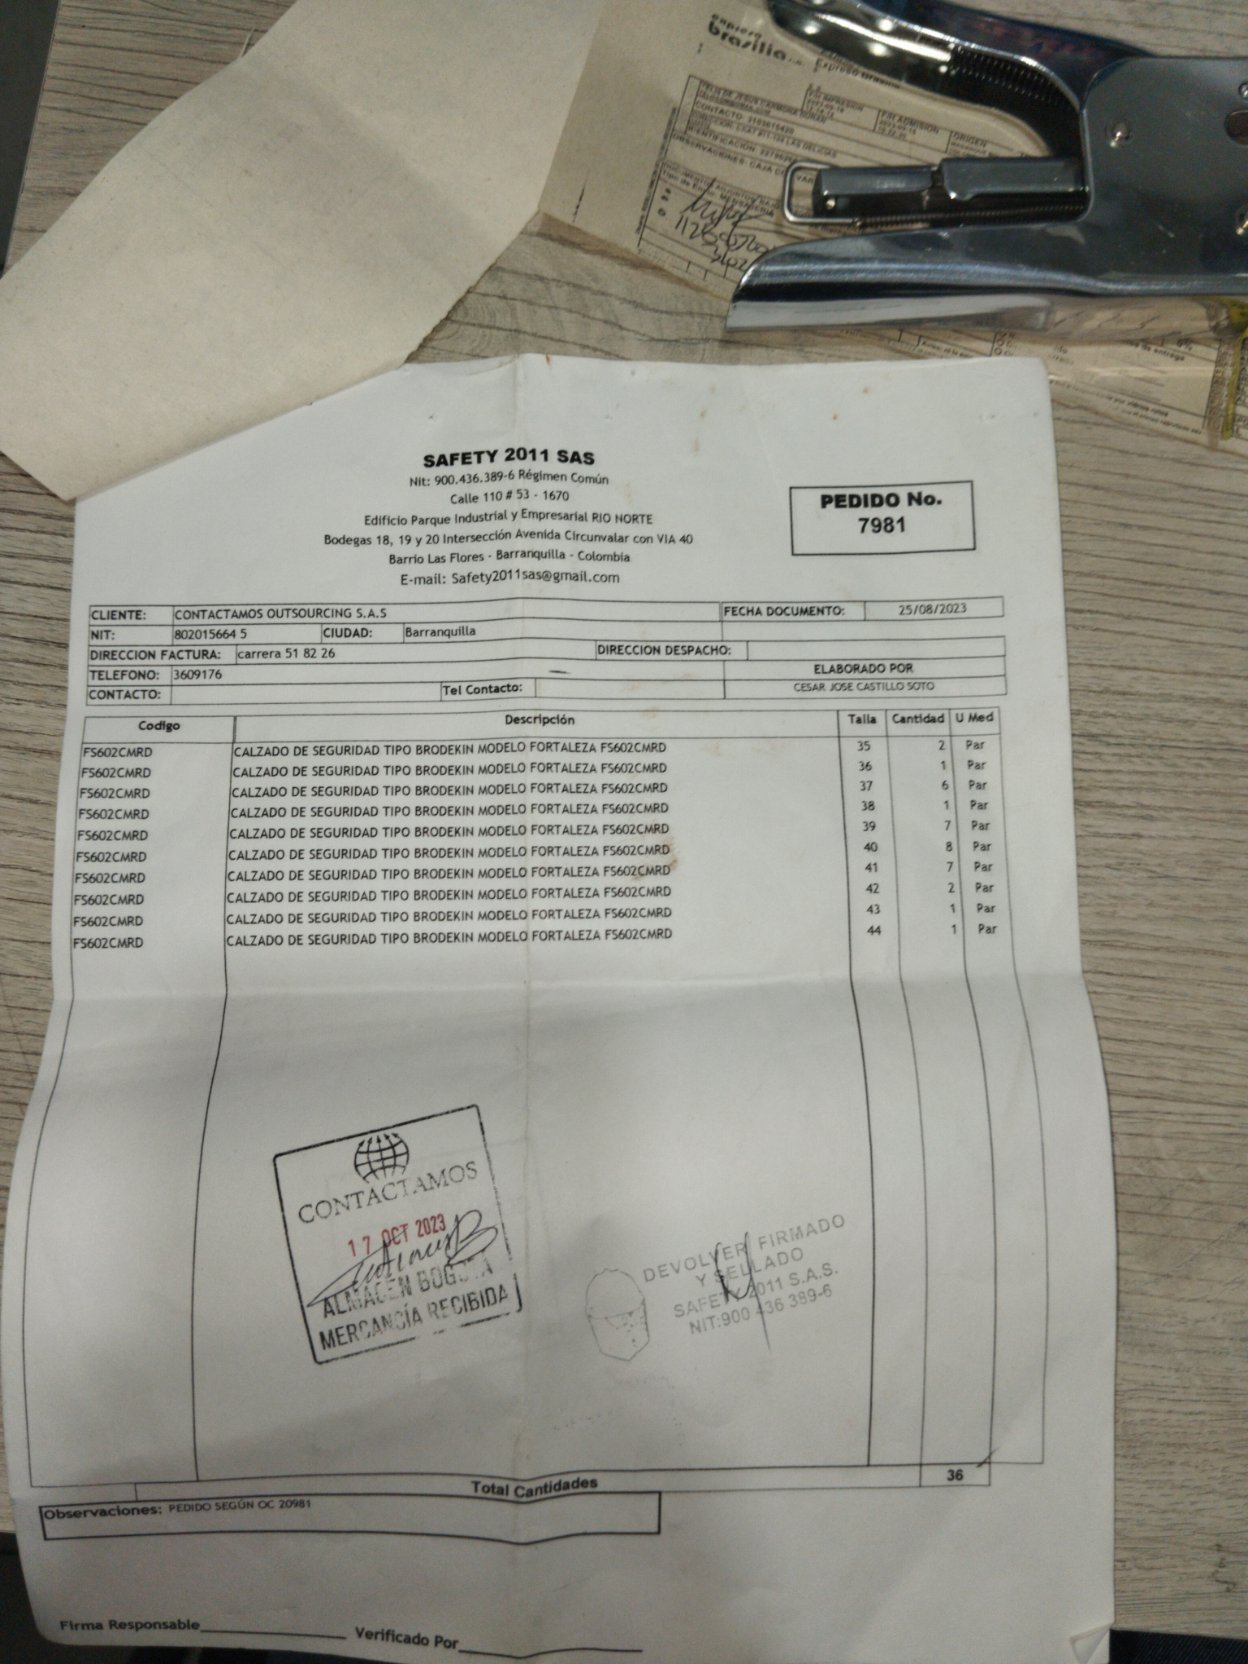 expreso
brasilia
CONTACTO:
OBSERVACIONES: CAJA
ORIGEN
SAFETY 2011 SAS
Nit: 900.436.389-6 Régimen Común
Calle 110 # 53 - 1670
Edificio Parque Industrial y Empresarial RIO NORTE
Bodegas 18, 19 y 20 Intersección Avenida Circunvalar con VIA 40
Barrio Las Flores - Barranquilla - Colombia
E-mail: Safety2011sas@gmail.com
PEDIDO No.
7981
CLIENTE: CONTACTAMOS OUTSOURCING S.A.S FECHA DOCUMENTO: 25/08/2023
NIT: 802015664 5 CIUDAD: Barranquilla
DIRECCION FACTURA: carrera 51 82 26 DIRECCION DESPACHO:
TELEFONO: 3609176 ELABORADO POR
CONTACTO: Tel Contacto: CESAR JOSE CASTILLO SOTO
Codigo Descripción Talla Cantidad U Med
FS602CMRD CALZADO DE SEGURIDAD TIPO BRODEKIN MODELO FORTALEZA FS602CMRD 35 2 Par
FS602CMRD CALZADO DE SEGURIDAD TIPO BRODEKIN MODELO FORTALEZA FS602CMRD 36 1 Par
FS602CMRD CALZADO DE SEGURIDAD TIPO BRODEKIN MODELO FORTALEZA FS602CMRD 37 6 Par
FS602CMRD CALZADO DE SEGURIDAD TIPO BRODEKIN MODELO FORTALEZA FS602CMRD 38 1 Par
FS602CMRD CALZADO DE SEGURIDAD TIPO BRODEKIN MODELO FORTALEZA FS602CMRD 39 7 Par
FS602CMRD CALZADO DE SEGURIDAD TIPO BRODEKIN MODELO FORTALEZA FS602CMRD 40 8 Par
FS602CMRD CALZADO DE SEGURIDAD TIPO BRODEKIN MODELO FORTALEZA FS602CMRD 41 7 Par
FS602CMRD CALZADO DE SEGURIDAD TIPO BRODEKIN MODELO FORTALEZA FS602CMRD 42 2 Par
FS602CMRD CALZADO DE SEGURIDAD TIPO BRODEKIN MODELO FORTALEZA FS602CMRD 43 1 Par
FS602CMRD CALZADO DE SEGURIDAD TIPO BRODEKIN MODELO FORTALEZA FS602CMRD 44 1 Par
CONTACTAMOS
17 OCT 2023
ALMACEN BOGOTA
MERCANCÍA RECIBIDA
DEVOLVER FIRMADO
Y SELLADO
SAFETY 2011 S.A.S.
NIT:900 436 389-6
Total Cantidades 36
Observaciones: PEDIDO SEGÚN OC 20981
Firma Responsable Verificado Por